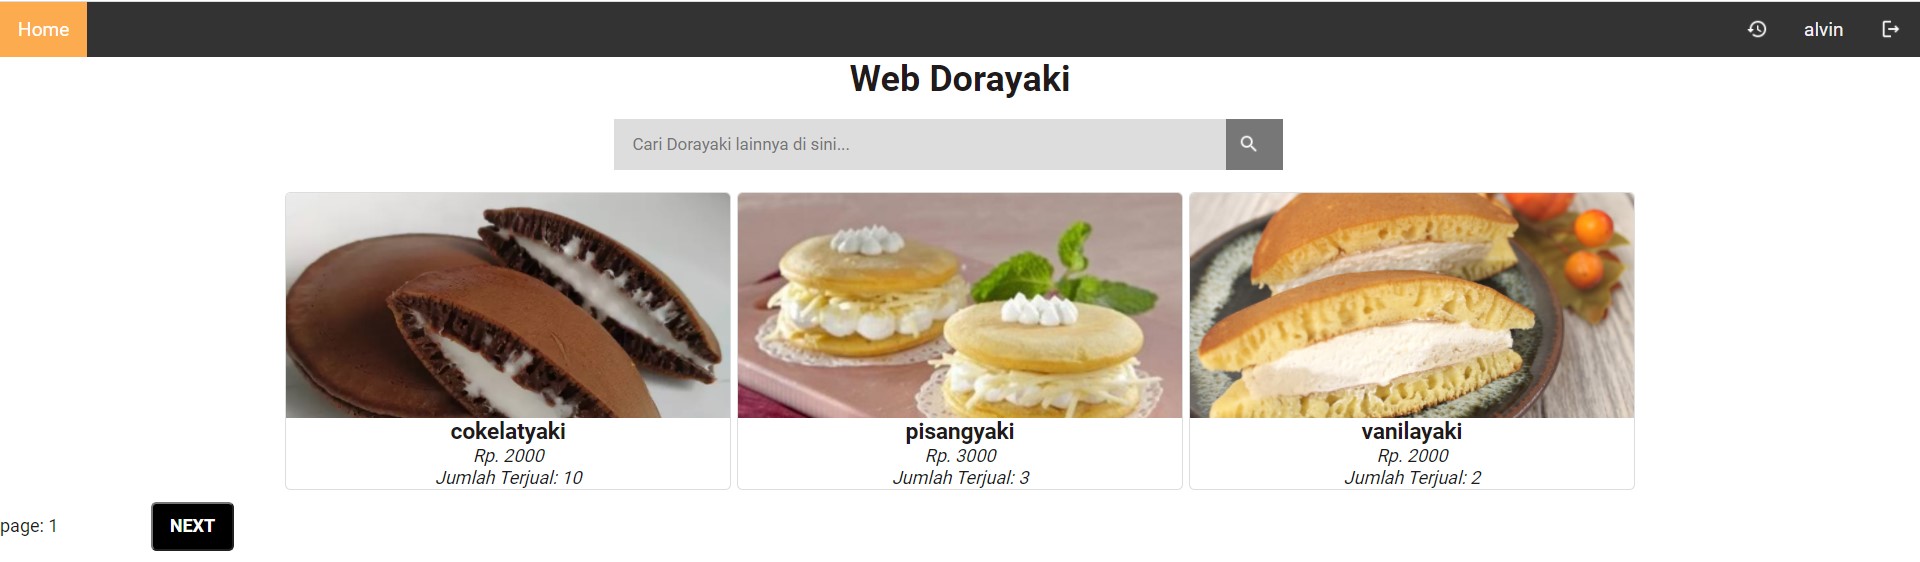 Home
alvin
Web Dorayaki
Cari Dorayaki lainnya di sini...
cokelatyaki
Rp. 2000
Jumlah Terjual: 10
pisangyaki
Rp. 3000
Jumlah Terjual: 3
vanilayaki
Rp. 2000
Jumlah Terjual: 2
page: 1
NEXT